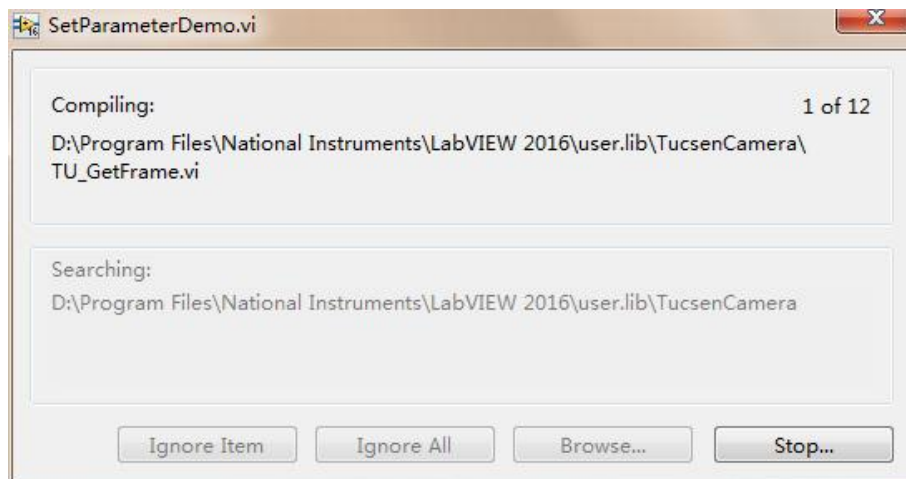 SetParameterDemo.vi
Compiling:
1 of 12
D:\Program Files\National Instruments\LabVIEW 2016\user.lib\TucsenCamera\
TU_GetFrame.vi
Searching:
D:\Program Files\National Instruments\LabVIEW 2016\user.lib\TucsenCamera
Ignore Item
Ignore All
Browse...
Stop...